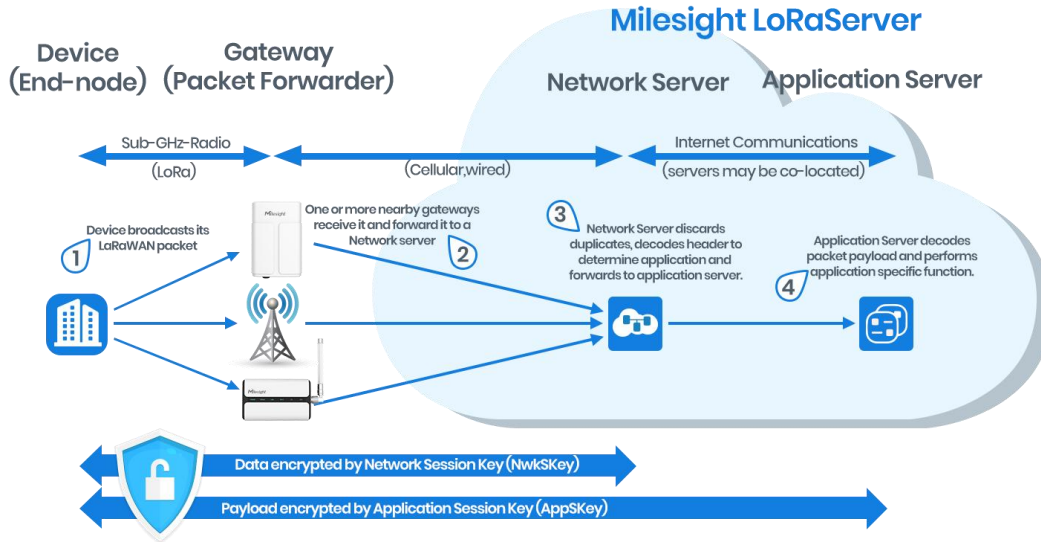 Milesight LoRaServer
Device
(End-node)
Gateway
(Packet Forwarder)
Network Server
Application Server
Sub-GHz-Radio
(LoRa)
(Cellular,wired)
Internet Communications
(servers may be co-located)
1
Device broadcasts its
LaRaWAN packet
Milesight
One or more nearby gateways
receive it and forward it to a
Network server
2
3
Network Server discards
duplicates, decodes header to
determine application and
forwards to application server.
Application Server decodes
packet payload and performs
application specific function.
4
Milesight
Data encrypted by Network Session Key (NwkSKey)
Payload encrypted by Application Session Key (AppSKey)